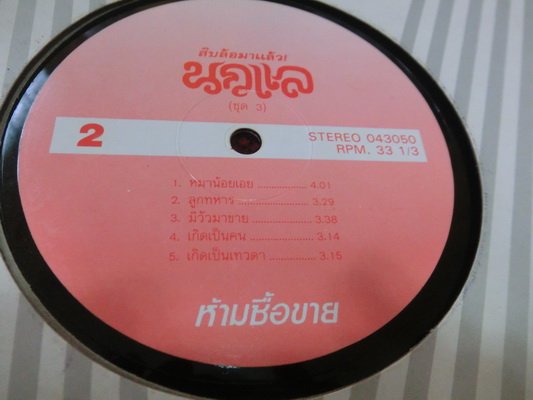 สิบล้อมาแล้ว!
นกแล
(ชุด 3)
2
STEREO 043050
RPM. 33 1/3
1. หมาน้อยเอย ................ 4.01
2. ลูกทหาร ....................... 3.29
3. มีวัวมาขาย .................... 3.38
4. เกิดเป็นคน .................... 3.14
5. เกิดเป็นเทวดา ............... 3.15
ห้ามซื้อขาย